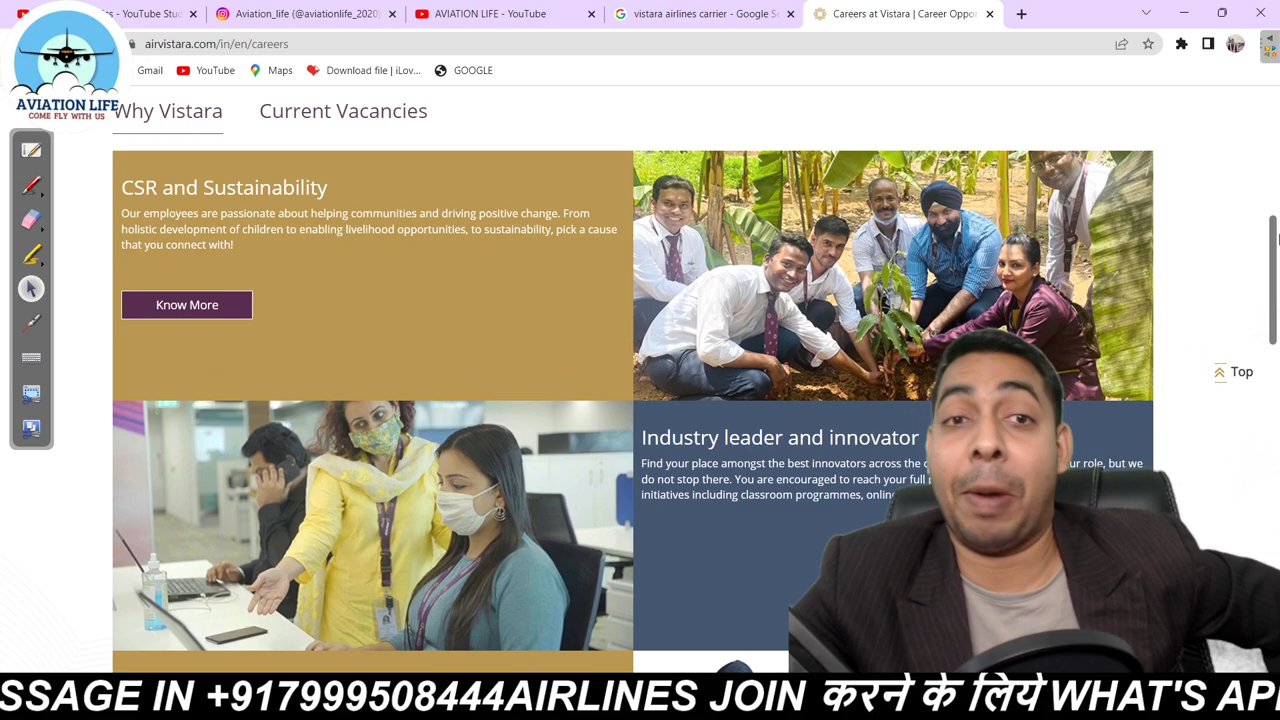 cs - YouTube Stud
Aviation_life (@aviationlife_2020)
AVIATION LIFE - YouTube
vistara airlines carrier - Google Se
Careers at Vistara | Career Oppor
airvistara.com/in/en/careers
Gmail
YouTube
Maps
Download file | iLov...
GOOGLE
AVIATION LIFE
COME FLY WITH US
Why Vistara
Current Vacancies
CSR and Sustainability
Our employees are passionate about helping communities and driving positive change. From
holistic development of children to enabling livelihood opportunities, to sustainability, pick a cause
that you connect with!
Know More
Top
Industry leader and innovator
Find your place amongst the best innovators across the ur role, but we
do not stop there. You are encouraged to reach your full
initiatives including classroom programmes, online
SSAGE IN +917999508444AIRLINES JOIN करने के लिये WHAT'S AP